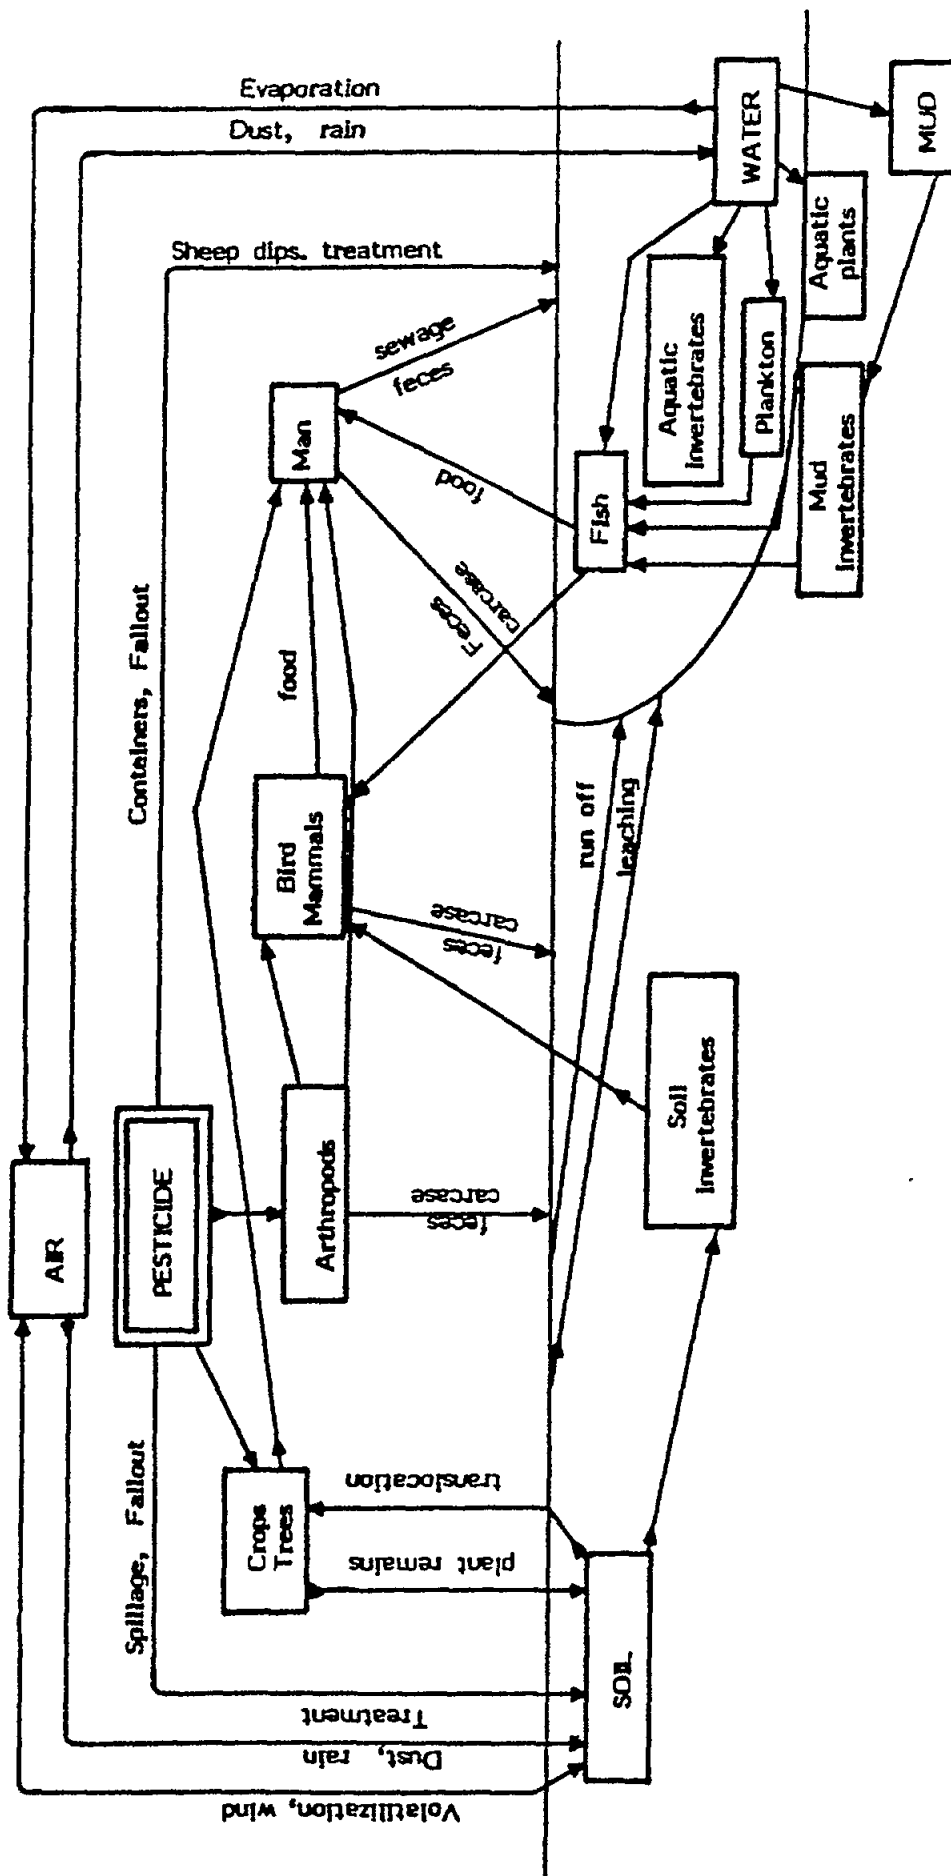 AIR
Evaporation
Dust, rain
PESTICIDE
Spillage, Fallout
Containers, Fallout
Sheep dips. treatment
Volatilization, wind
Dust, rain
Treatment
Crops
Trees
plant remains
translocation
Arthropods
feces
carcase
Bird
Mammals
feces
carcase
food
Man
sewage
feces
food
Feces
carcase
SOIL
Soil
invertebrates
run off
leaching
Fish
Aquatic
invertebrates
Plankton
WATER
Aquatic
plants
Mud
invertebrates
MUD